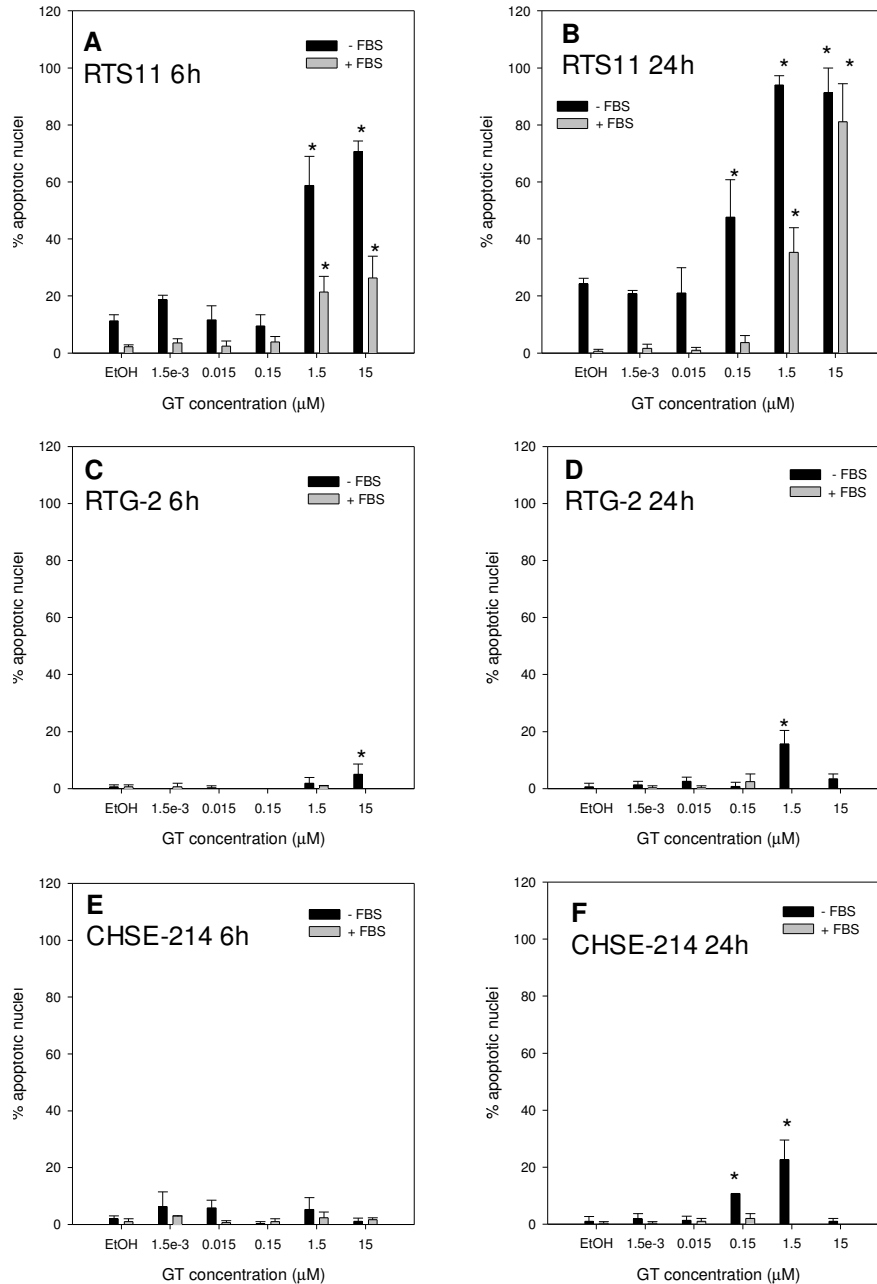 A
RTS11 6h
- FBS
+ FBS
% apoptotic nuclei
120
100
80
60
40
20
0
* * * *
EtOH 1.5e-3 0.015 0.15 1.5 15
GT concentration (µM)
B
RTS11 24h
- FBS
+ FBS
% apoptotic nuclei
120
100
80
60
40
20
0
* * * * *
EtOH 1.5e-3 0.015 0.15 1.5 15
GT concentration (µM)
C
RTG-2 6h
- FBS
+ FBS
% apoptotic nuclei
120
100
80
60
40
20
0
*
EtOH 1.5e-3 0.015 0.15 1.5 15
GT concentration (µM)
D
RTG-2 24h
- FBS
+ FBS
% apoptotic nuclei
120
100
80
60
40
20
0
*
EtOH 1.5e-3 0.015 0.15 1.5 15
GT concentration (µM)
E
CHSE-214 6h
- FBS
+ FBS
% apoptotic nuclei
120
100
80
60
40
20
0
EtOH 1.5e-3 0.015 0.15 1.5 15
GT concentration (µM)
F
CHSE-214 24h
- FBS
+ FBS
% apoptotic nuclei
120
100
80
60
40
20
0
* *
EtOH 1.5e-3 0.015 0.15 1.5 15
GT concentration (µM)